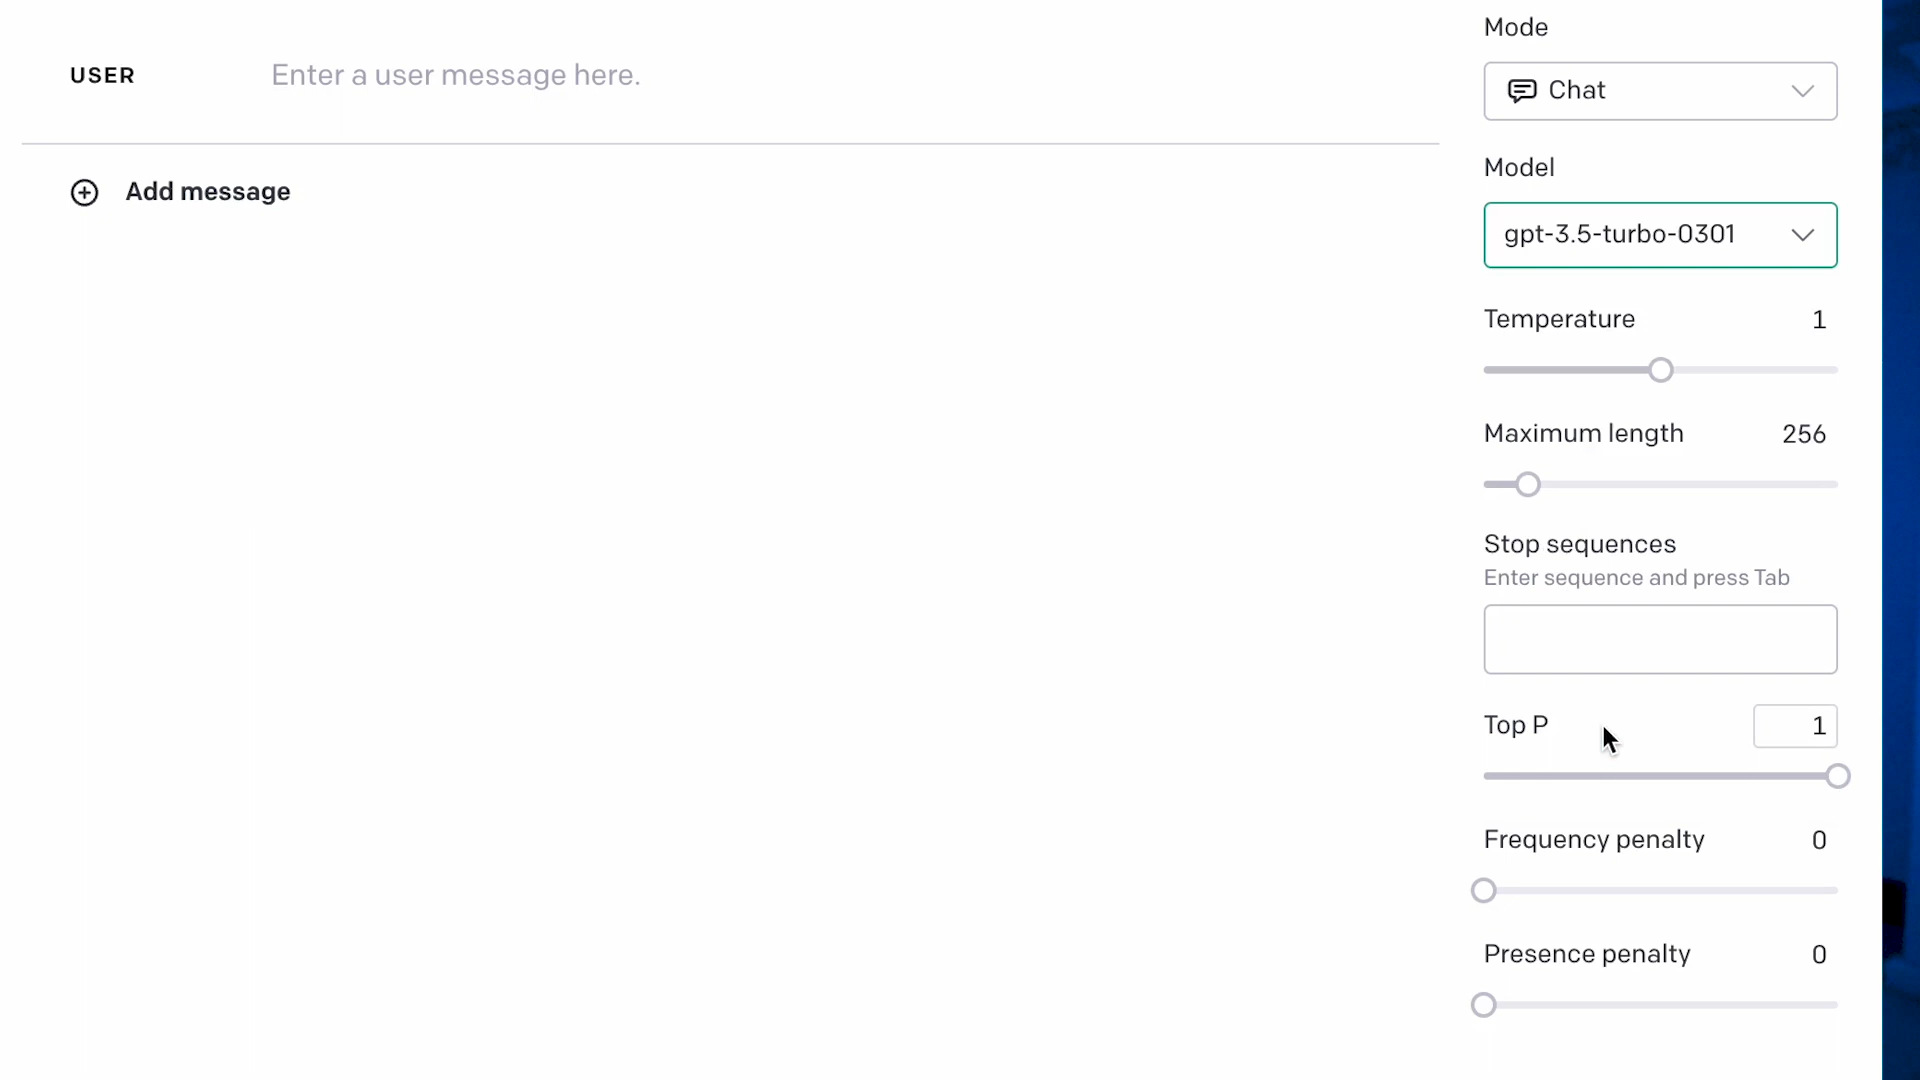 USER
Enter a user message here.
Add message
Mode
Chat
Model
gpt-3.5-turbo-0301
Temperature 1
Maximum length 256
Stop sequences
Enter sequence and press Tab
Top P 1
Frequency penalty 0
Presence penalty 0